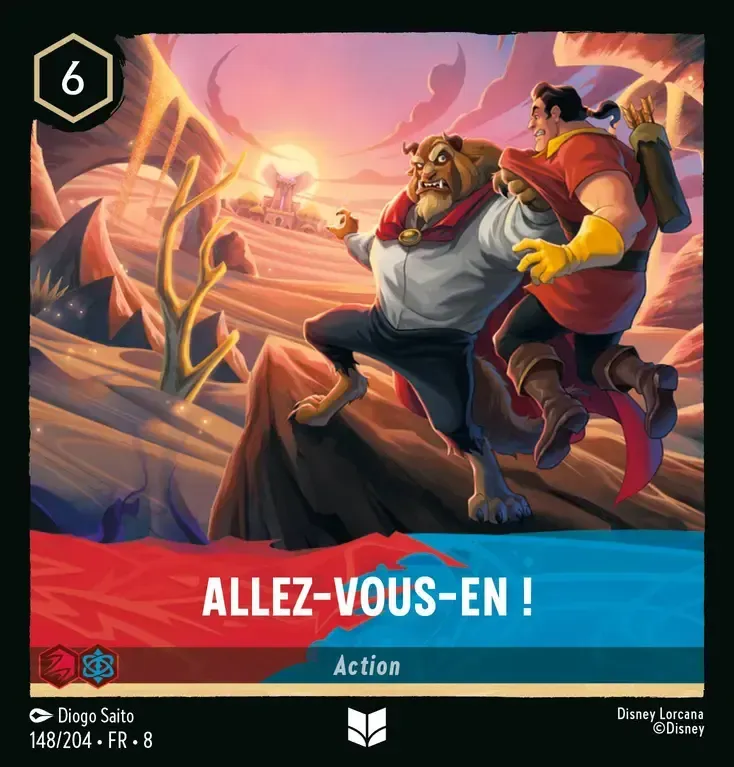 6
ALLEZ-VOUS-EN !
Action
Diogo Saito
148/204 • FR • 8
Disney Lorcana
©Disney